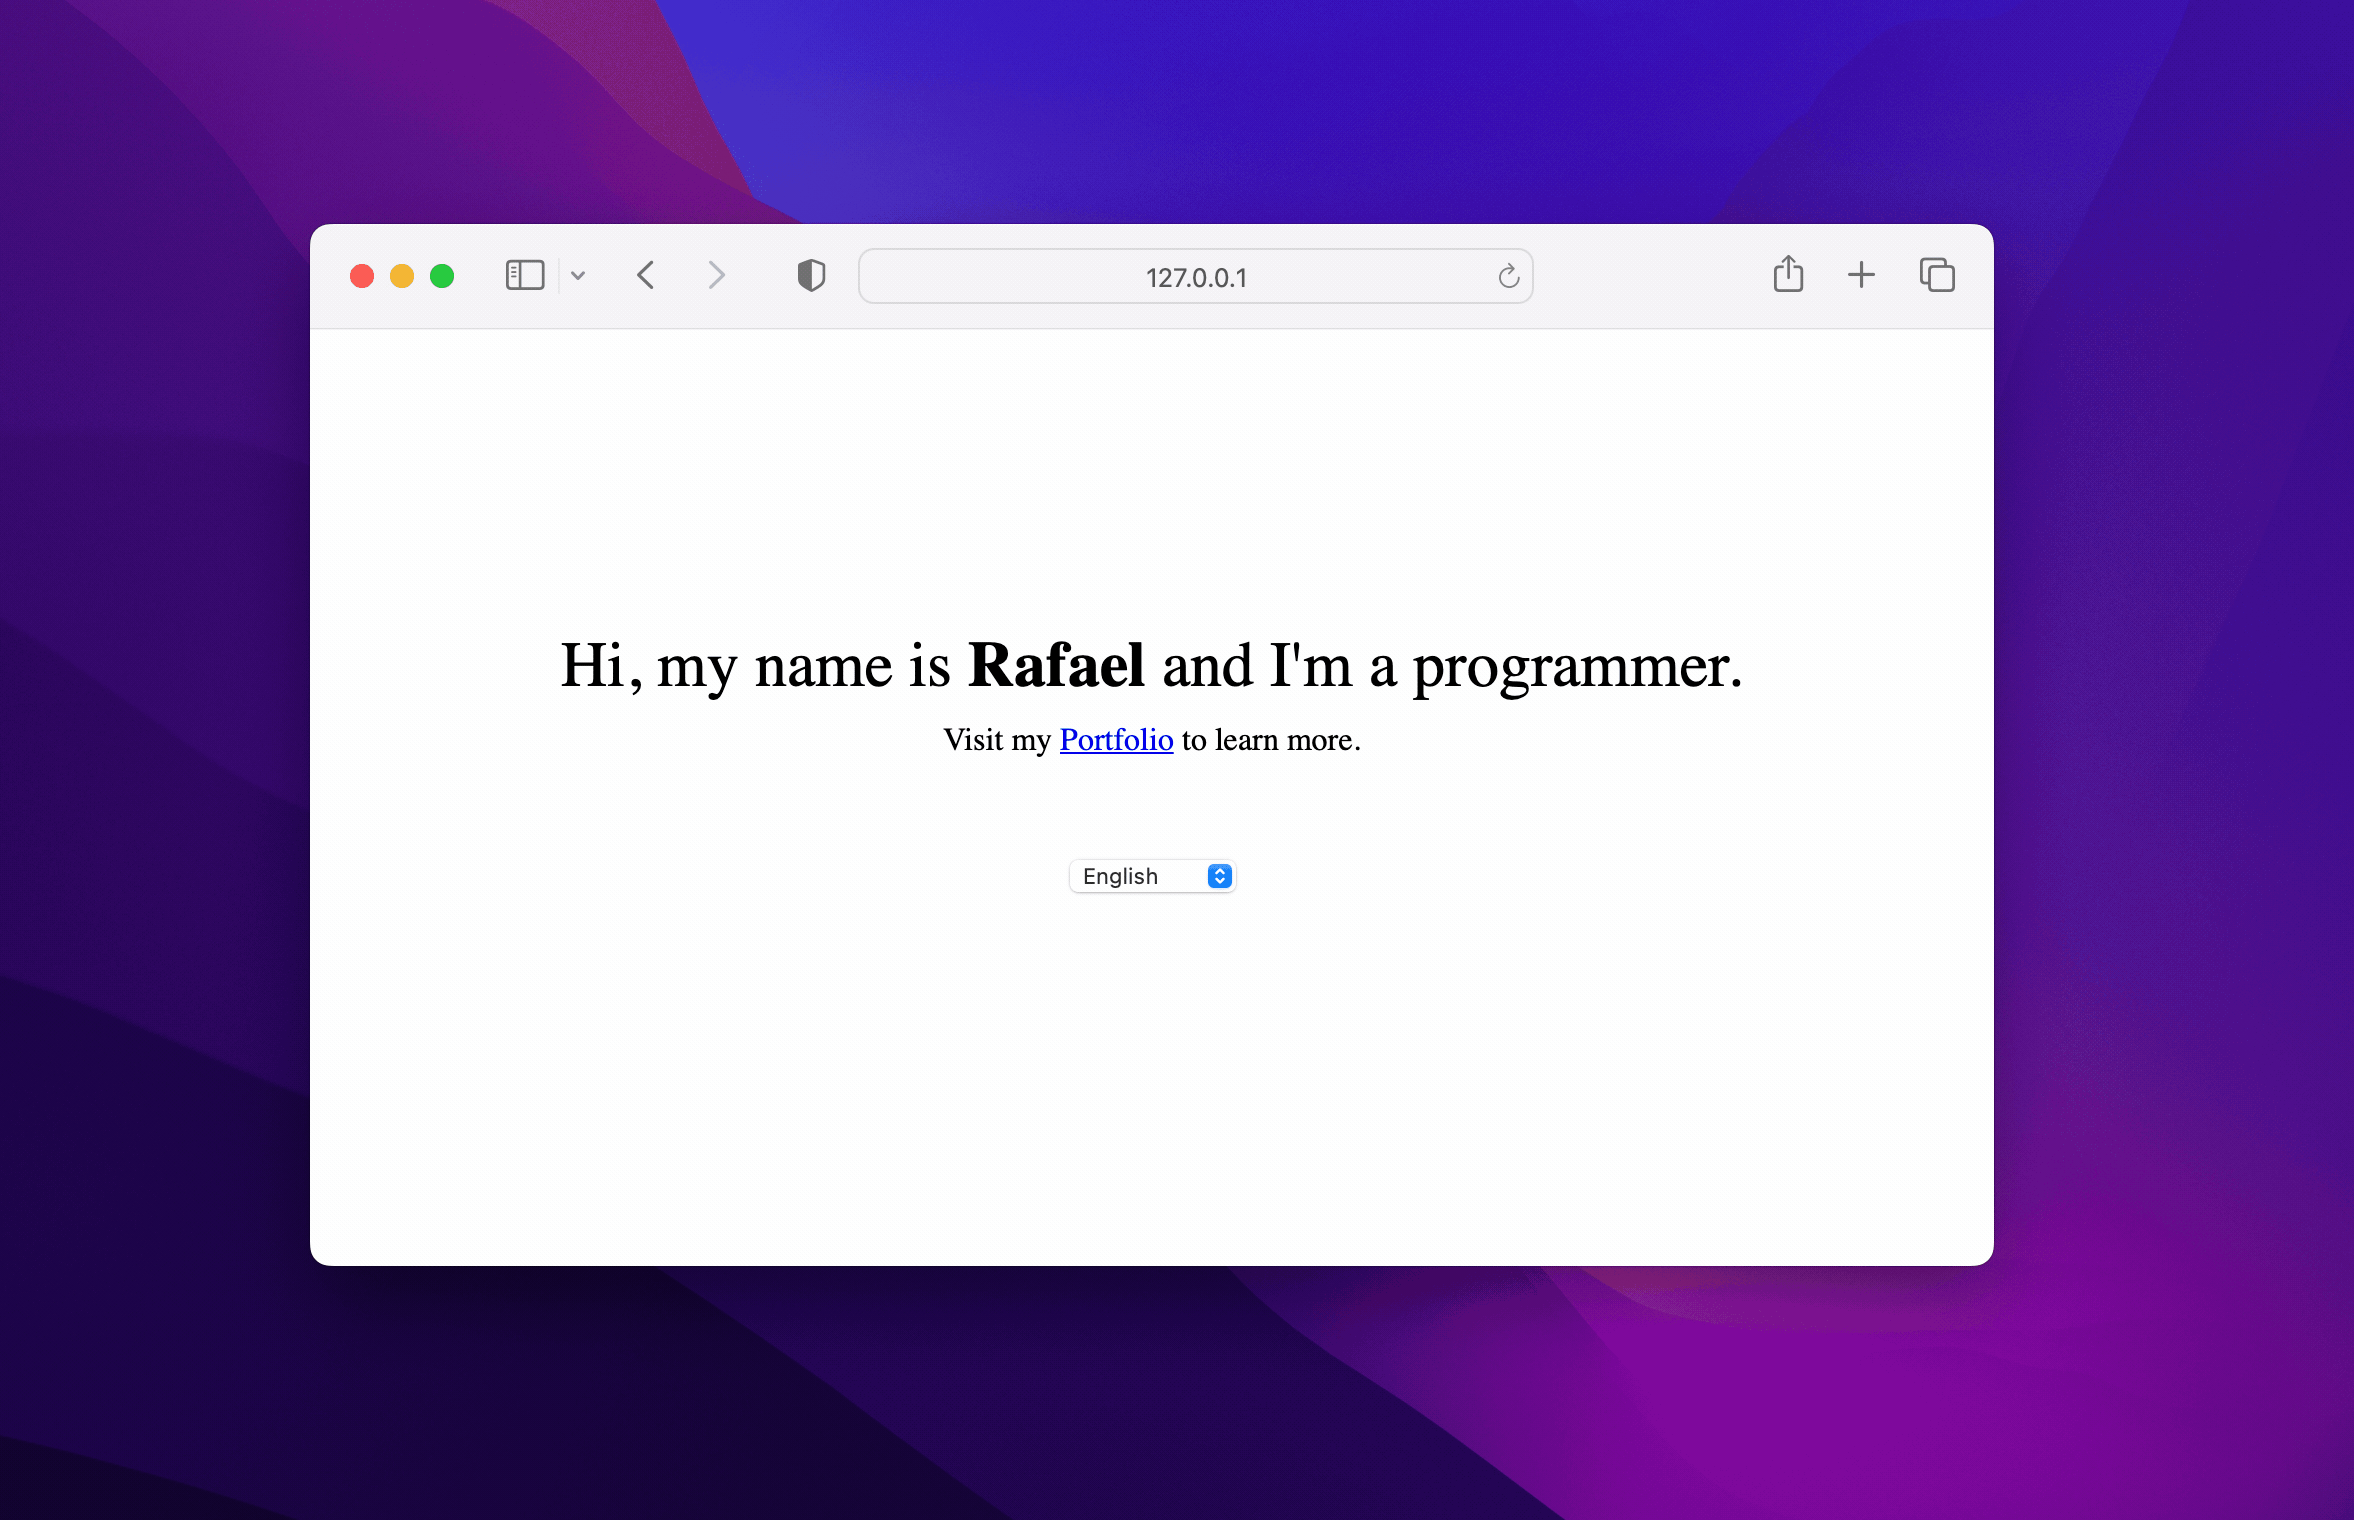 127.0.0.1
Hi, my name is Rafael and I'm a programmer.
Visit my Portfolio to learn more.
English